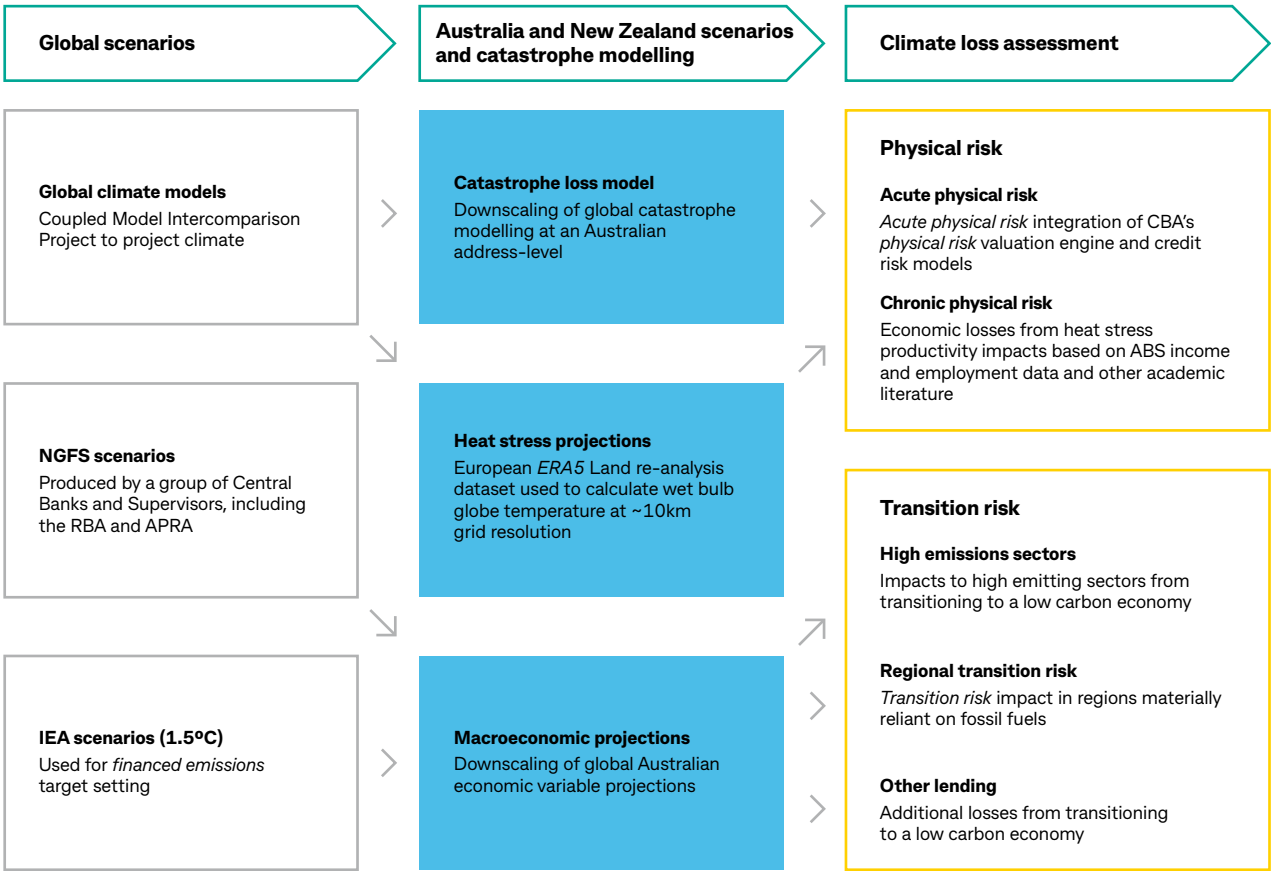 Global scenarios
Australia and New Zealand scenarios
and catastrophe modelling
Climate loss assessment
Global climate models
Coupled Model Intercomparison
Project to project climate
NGFS scenarios
Produced by a group of Central
Banks and Supervisors, including
the RBA and APRA
IEA scenarios (1.5ºC)
Used for financed emissions
target setting
Catastrophe loss model
Downscaling of global catastrophe
modelling at an Australian
address-level
Heat stress projections
European ERA5 Land re-analysis
dataset used to calculate wet bulb
globe temperature at ~10km
grid resolution
Macroeconomic projections
Downscaling of global Australian
economic variable projections
Physical risk
Acute physical risk
Acute physical risk integration of CBA’s
physical risk valuation engine and credit
risk models
Chronic physical risk
Economic losses from heat stress
productivity impacts based on ABS income
and employment data and other academic
literature
Transition risk
High emissions sectors
Impacts to high emitting sectors from
transitioning to a low carbon economy
Regional transition risk
Transition risk impact in regions materially
reliant on fossil fuels
Other lending
Additional losses from transitioning
to a low carbon economy